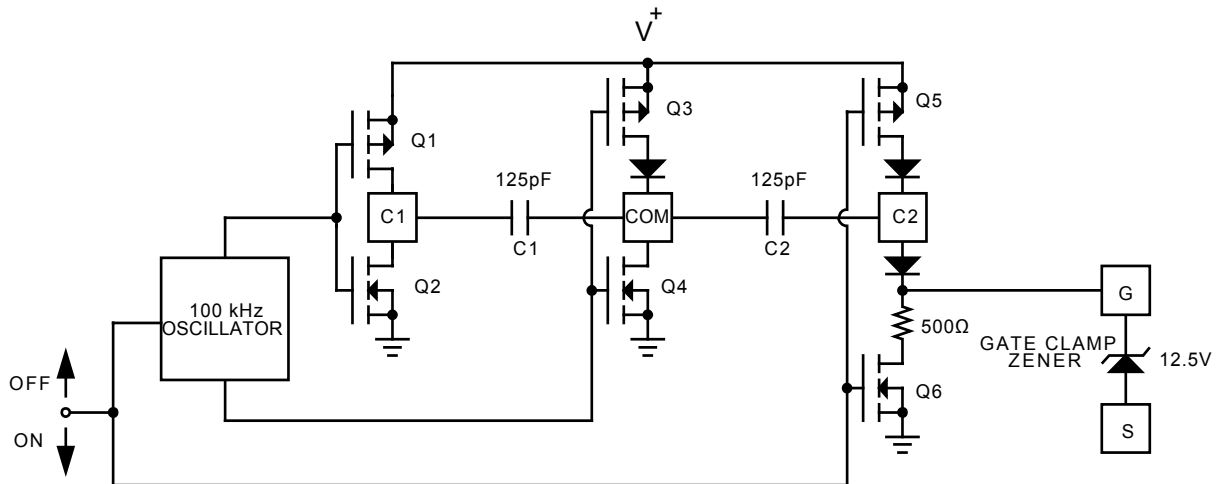 V+
Q1
Q3
Q5
125pF
125pF
C1
COM
C2
C1
C2
Q2
Q4
100 kHz
OSCILLATOR
500Ω
G
GATE CLAMP
ZENER
12.5V
OFF
ON
Q6
S